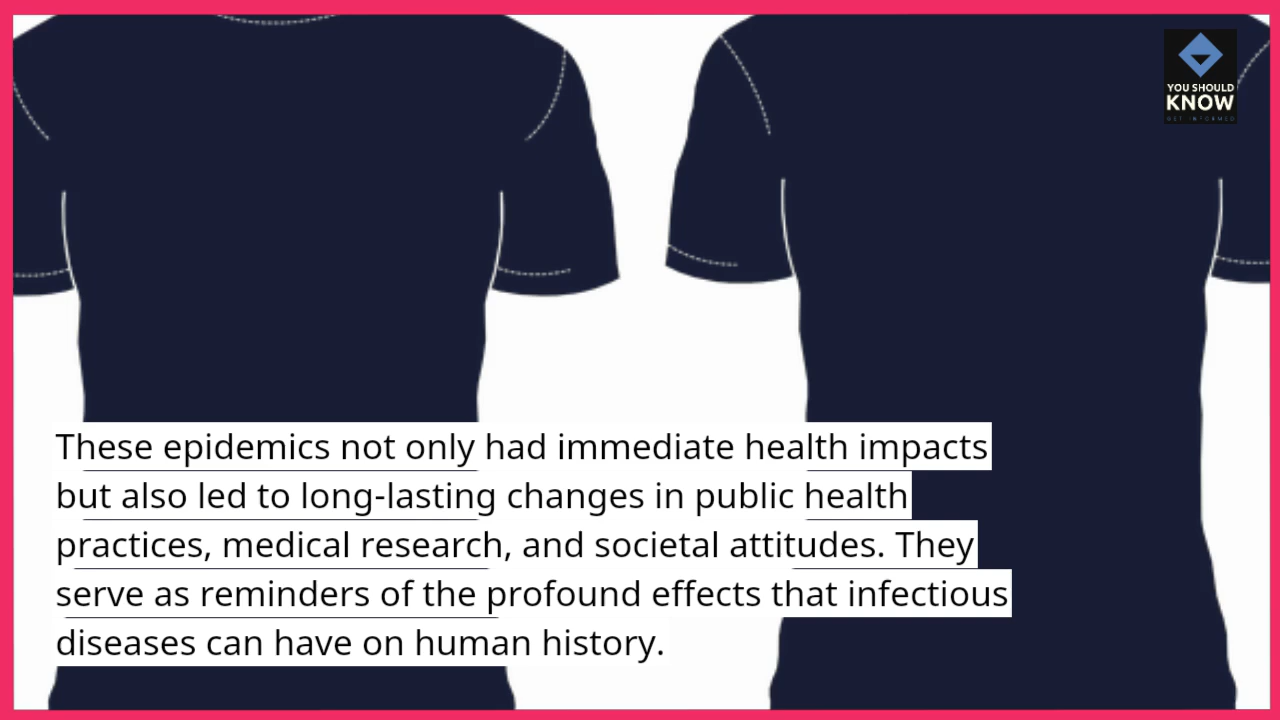 YOU SHOULD
KNOW
GET INFORMED
These epidemics not only had immediate health impacts
but also led to long-lasting changes in public health
practices, medical research, and societal attitudes. They
serve as reminders of the profound effects that infectious
diseases can have on human history.